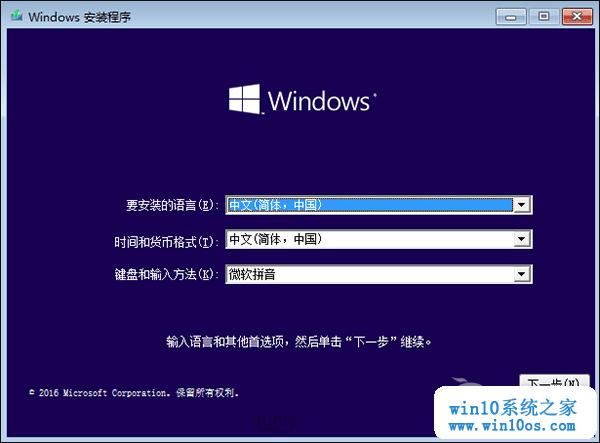 Windows 安装程序
Windows
要安装的语言(E): 中文(简体，中国)
时间和货币格式(T): 中文(简体，中国)
键盘和输入方法(K): 微软拼音
输入语言和其他首选项，然后单击“下一步”继续。
下一步(N)
© 2016 Microsoft Corporation. 保留所有权利。
win10系统之家
www.win10os.com